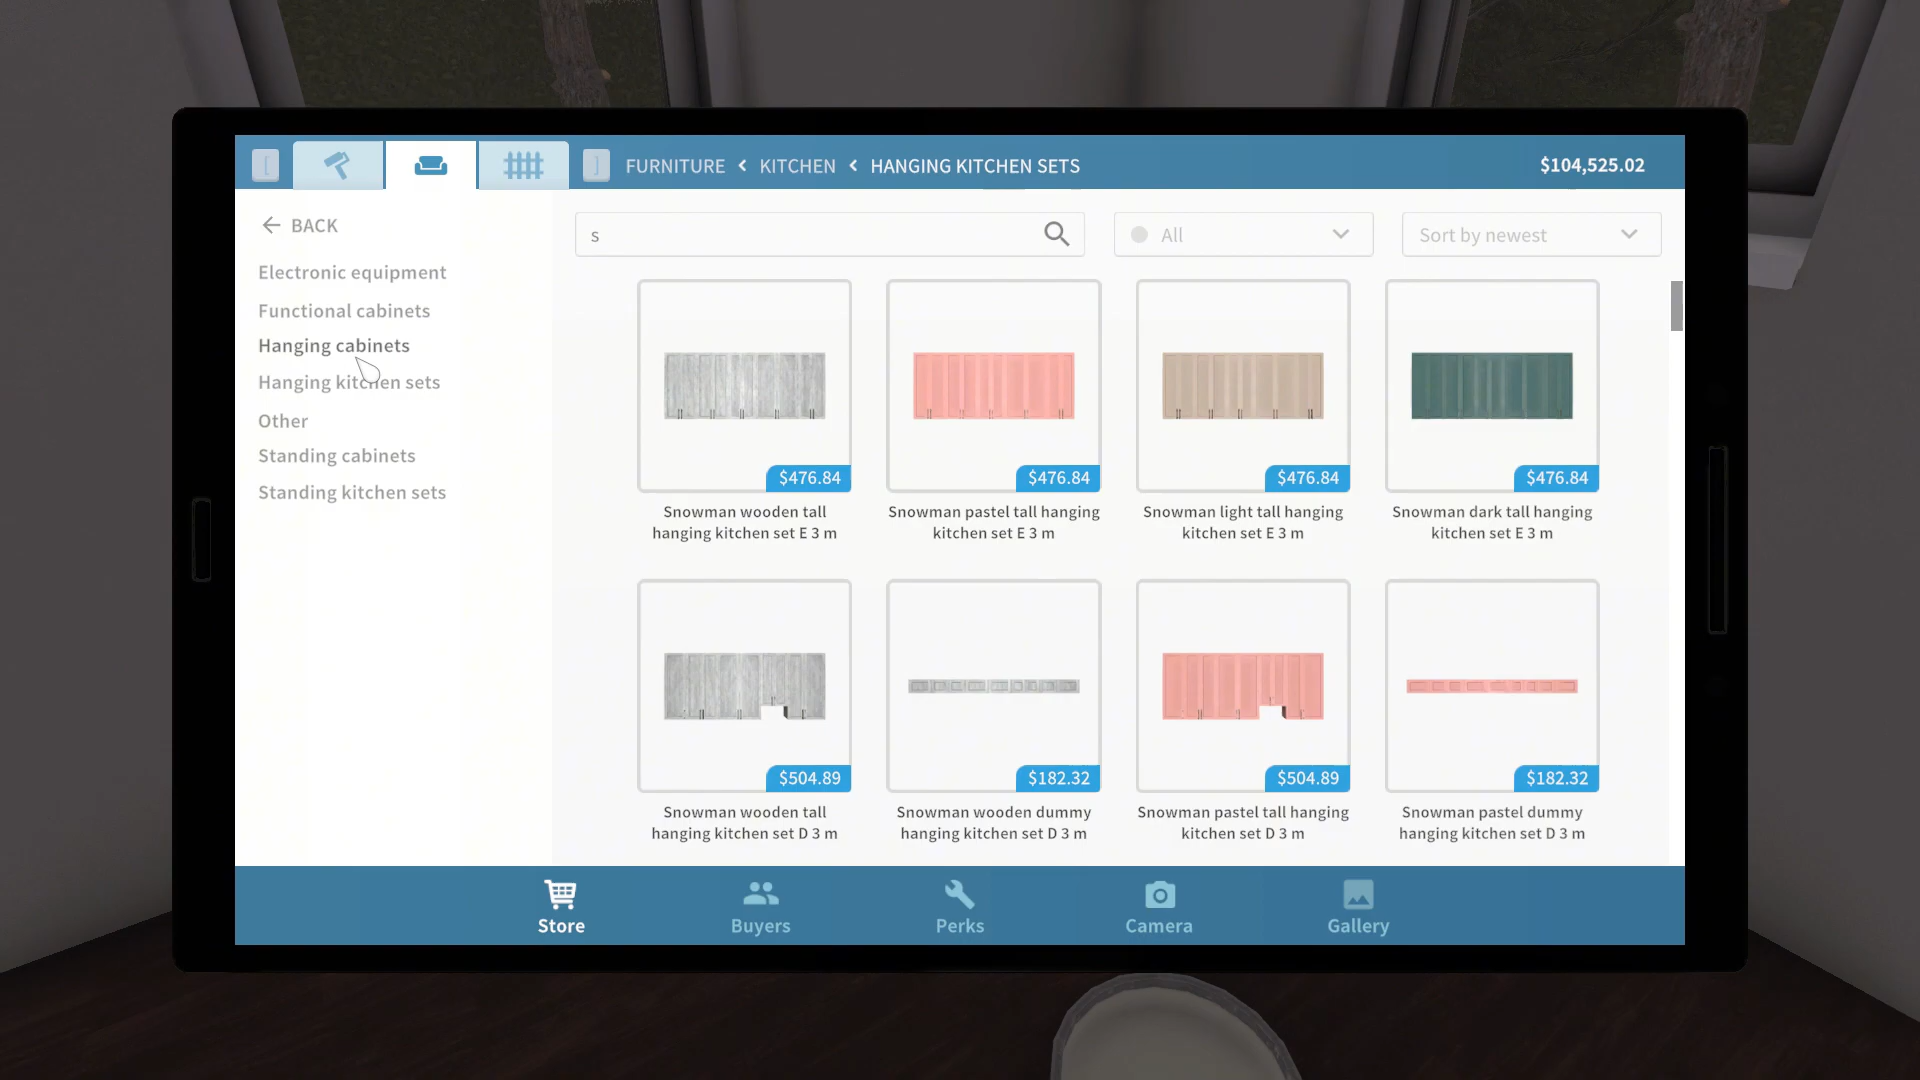 [
]
FURNITURE < KITCHEN < HANGING KITCHEN SETS
$104,525.02
BACK
Electronic equipment
Functional cabinets
Hanging cabinets
Hanging kitchen sets
Other
Standing cabinets
Standing kitchen sets
s
All
Sort by newest
$476.84
Snowman wooden tall
hanging kitchen set E 3 m
$476.84
Snowman pastel tall hanging
kitchen set E 3 m
$476.84
Snowman light tall hanging
kitchen set E 3 m
$476.84
Snowman dark tall hanging
kitchen set E 3 m
$504.89
Snowman wooden tall
hanging kitchen set D 3 m
$182.32
Snowman wooden dummy
hanging kitchen set D 3 m
$504.89
Snowman pastel tall hanging
kitchen set D 3 m
$182.32
Snowman pastel dummy
hanging kitchen set D 3 m
Store
Buyers
Perks
Camera
Gallery